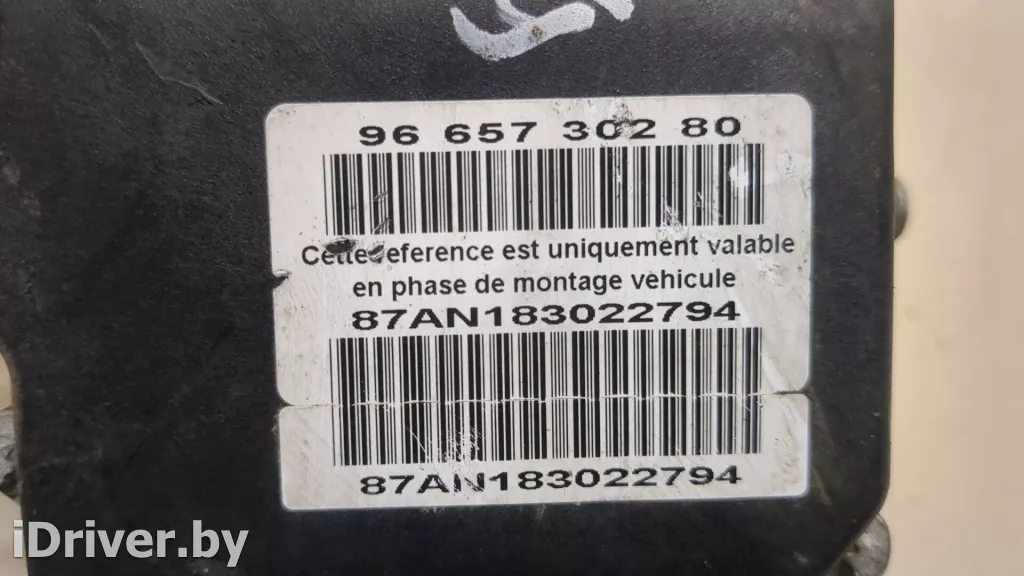 96 657 302 80
Cette reference est uniquement valable
en phase de montage vehicule
87AN183022794
87AN183022794
iDriver.by